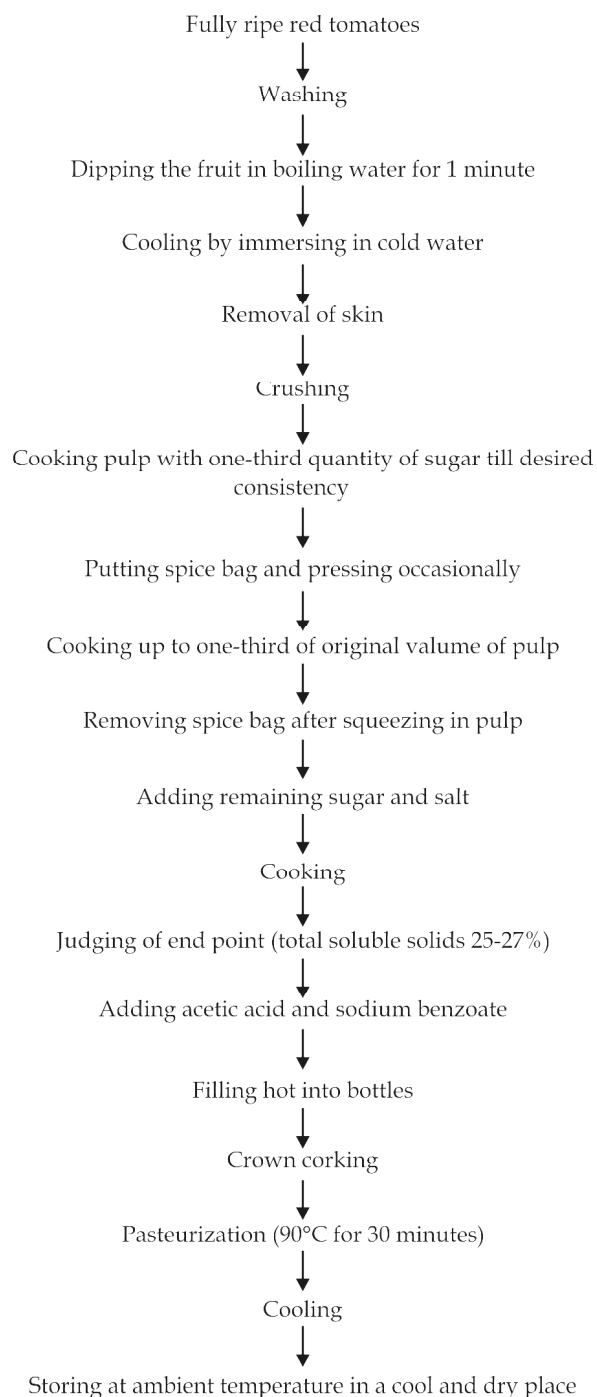 Fully ripe red tomatoes
Washing
Dipping the fruit in boiling water for 1 minute
Cooling by immersing in cold water
Removal of skin
Crushing
Cooking pulp with one-third quantity of sugar till desired
consistency
Putting spice bag and pressing occasionally
Cooking up to one-third of original valume of pulp
Removing spice bag after squeezing in pulp
Adding remaining sugar and salt
Cooking
Judging of end point (total soluble solids 25-27%)
Adding acetic acid and sodium benzoate
Filling hot into bottles
Crown corking
Pasteurization (90°C for 30 minutes)
Cooling
Storing at ambient temperature in a cool and dry place